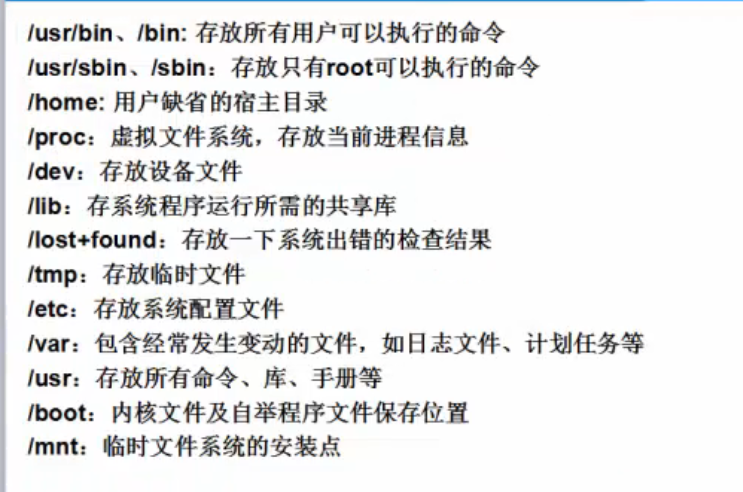 /usr/bin、/bin: 存放所有用户可以执行的命令
/usr/sbin、/sbin：存放只有root可以执行的命令
/home: 用户缺省的宿主目录
/proc：虚拟文件系统，存放当前进程信息
/dev：存放设备文件
/lib：存系统程序运行所需的共享库
/lost+found：存放一下系统出错的检查结果
/tmp：存放临时文件
/etc：存放系统配置文件
/var：包含经常发生变动的文件，如日志文件、计划任务等
/usr：存放所有命令、库、手册等
/boot：内核文件及自举程序文件保存位置
/mnt：临时文件系统的安装点